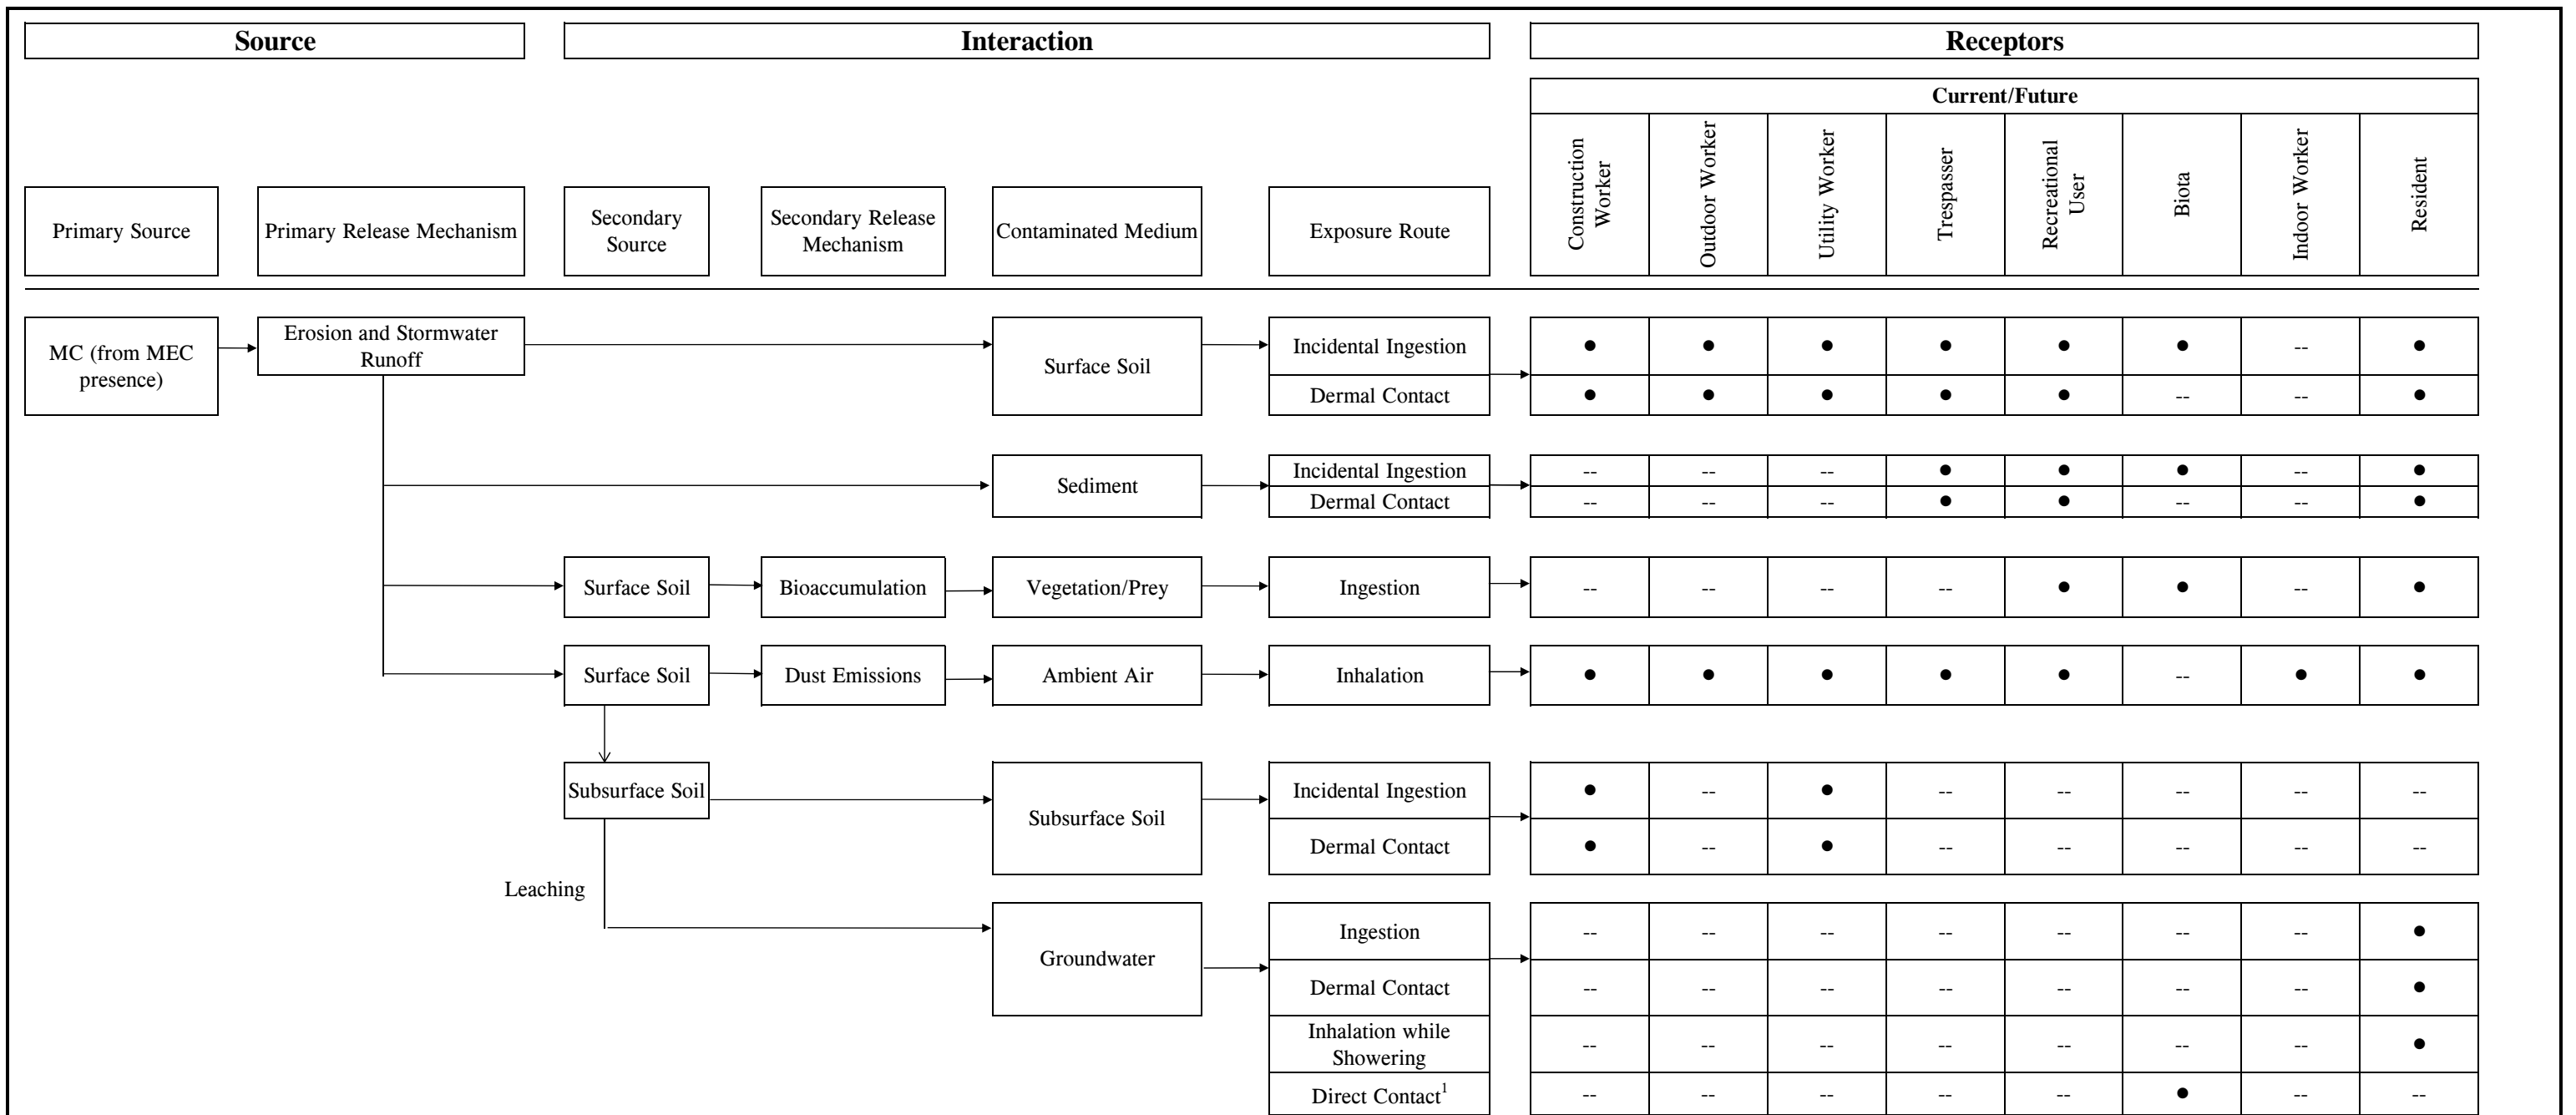 Source
Interaction
Receptors
Current/Future
Construction
Worker
Outdoor Worker
Utility Worker
Trespasser
Recreational
User
Biota
Indoor Worker
Resident
Primary Source
Primary Release Mechanism
Secondary
Source
Secondary Release
Mechanism
Contaminated Medium
Exposure Route
MC (from MEC
presence)
Erosion and Stormwater
Runoff
Surface Soil
Incidental Ingestion ● ● ● ● ● ● -- ●
Dermal Contact ● ● ● ● ● -- -- ●
Sediment
Incidental Ingestion -- -- -- ● ● ● -- ●
Dermal Contact -- -- -- ● ● -- -- ●
Surface Soil Bioaccumulation Vegetation/Prey Ingestion -- -- -- -- ● ● -- ●
Surface Soil Dust Emissions Ambient Air Inhalation ● ● ● ● ● -- ● ●
Subsurface Soil
Subsurface Soil
Incidental Ingestion ● -- ● -- -- -- -- --
Dermal Contact ● -- ● -- -- -- -- --
Leaching
Groundwater
Ingestion -- -- -- -- -- -- -- ●
Dermal Contact -- -- -- -- -- -- -- ●
Inhalation while
Showering -- -- -- -- -- -- -- ●
Direct Contact¹ -- -- -- -- -- ● -- --